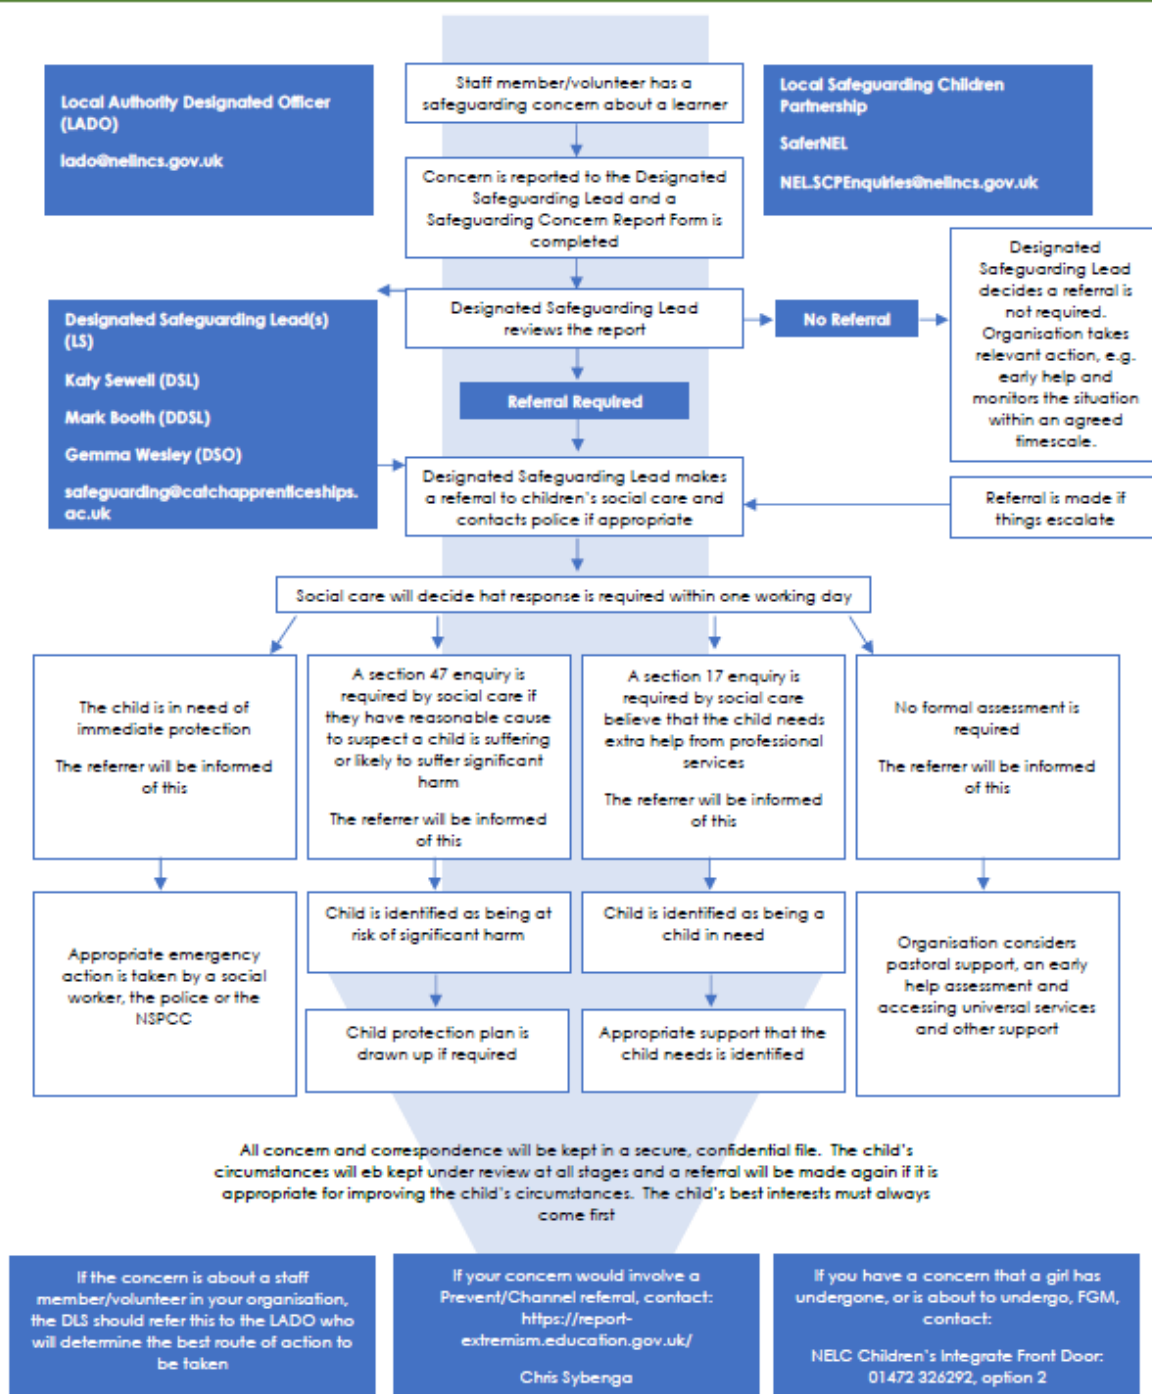 Staff member/volunteer has a
safeguarding concern about a learner
Local Authority Designated Officer
(LADO)
lado@nelincs.gov.uk
Local Safeguarding Children
Partnership
SaferNEL
NEL.SCPEnquiries@nelincs.gov.uk
Concern is reported to the Designated
Safeguarding Lead and a
Safeguarding Concern Report Form is
completed
Designated Safeguarding Lead
reviews the report
No Referral
Designated
Safeguarding Lead
decides a referral is
not required.
Organisation takes
relevant action, e.g.
early help and
monitors the situation
within an agreed
timescale.
Designated Safeguarding Lead(s)
(LS)
Katy Sewell (DSL)
Mark Booth (DDSL)
Gemma Wesley (DSO)
safeguarding@catchapprenticeships.
ac.uk
Referral Required
Designated Safeguarding Lead makes
a referral to children's social care and
contacts police if appropriate
Referral is made if
things escalate
Social care will decide hat response is required within one working day
The child is in need of
immediate protection
The referrer will be informed
of this
A section 47 enquiry is
required by social care if
they have reasonable cause
to suspect a child is suffering
or likely to suffer significant
harm
The referrer will be informed
of this
A section 17 enquiry is
required by social care
believe that the child needs
extra help from professional
services
The referrer will be informed
of this
No formal assessment is
required
The referrer will be informed
of this
Appropriate emergency
action is taken by a social
worker, the police or the
NSPCC
Child is identified as being at
risk of significant harm
Child is identified as being a
child in need
Organisation considers
pastoral support, an early
help assessment and
accessing universal services
and other support
Child protection plan is
drawn up if required
Appropriate support that the
child needs is identified
All concern and correspondence will be kept in a secure, confidential file. The child's
circumstances will eb kept under review at all stages and a referral will be made again if it is
appropriate for improving the child's circumstances. The child's best interests must always
come first
If the concern is about a staff
member/volunteer in your organisation,
the DLS should refer this to the LADO who
will determine the best route of action to
be taken
If your concern would involve a
Prevent/Channel referral, contact:
https://report-
extremism.education.gov.uk/
Chris Sybenga
If you have a concern that a girl has
undergone, or is about to undergo, FGM,
contact:
NELC Children's Integrate Front Door:
01472 326292, option 2